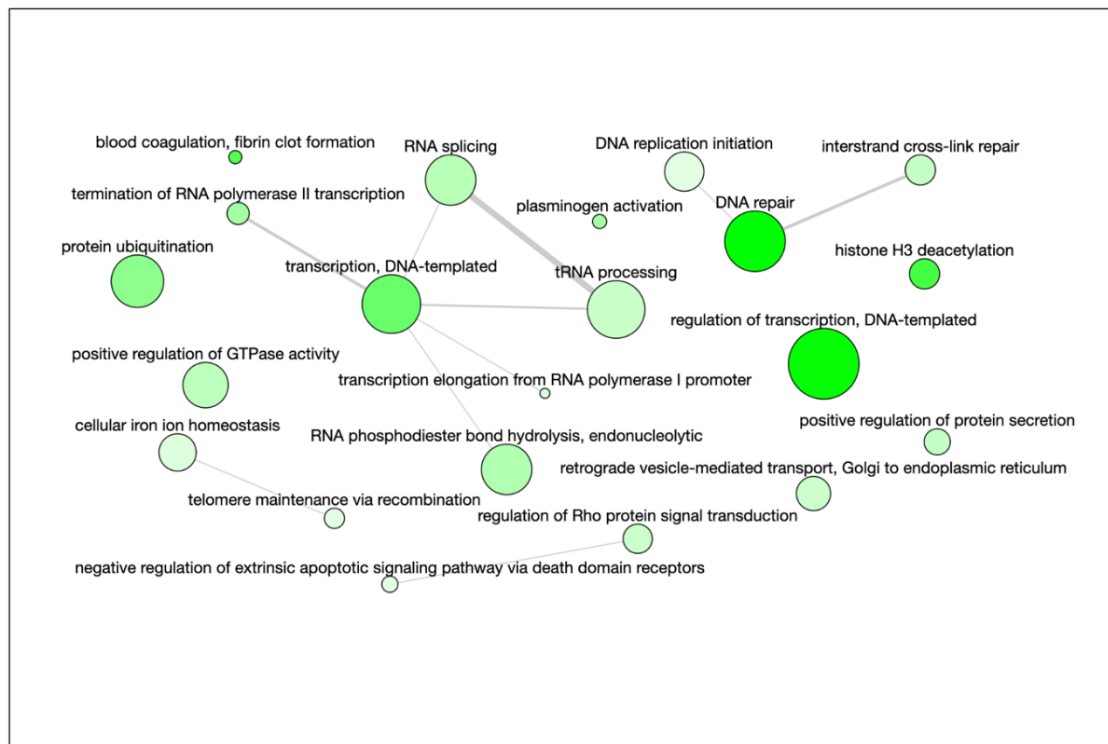 blood coagulation, fibrin clot formation
RNA splicing
DNA replication initiation
interstrand cross-link repair
termination of RNA polymerase II transcription
plasminogen activation
DNA repair
protein ubiquitination
transcription, DNA-templated
tRNA processing
histone H3 deacetylation
regulation of transcription, DNA-templated
positive regulation of GTPase activity
transcription elongation from RNA polymerase I promoter
cellular iron ion homeostasis
RNA phosphodiester bond hydrolysis, endonucleolytic
positive regulation of protein secretion
retrograde vesicle-mediated transport, Golgi to endoplasmic reticulum
telomere maintenance via recombination
regulation of Rho protein signal transduction
negative regulation of extrinsic apoptotic signaling pathway via death domain receptors